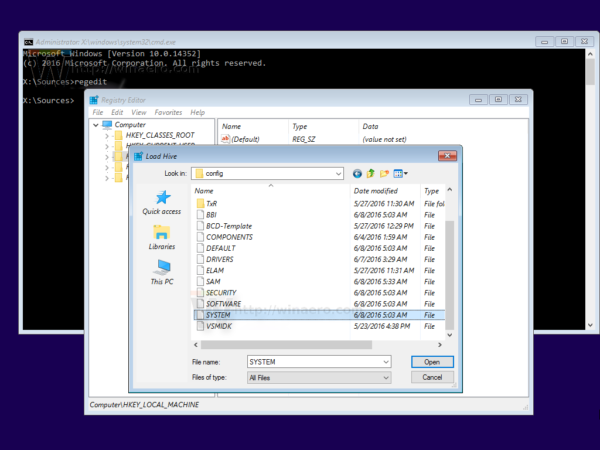 Administrator: X:\windows\system32\cmd.exe
Microsoft Windows [Version 10.0.14352]
(c) 2016 Microsoft Corporation. All rights reserved.
http://winaero.com
X:\Sources>regedit
X:\Sources>
Registry Editor
File Edit View Favorites Help
Computer
HKEY_CLASSES_ROOT
HKEY_CURRENT_USER
Name Type Data
(Default) REG_SZ (value not set)
Load Hive
Look in: config
Name Date modified Type
TxR 5/27/2016 11:30 AM File fol
BBI 6/8/2016 5:03 AM File
BCD-Template 5/27/2016 12:29 PM File
COMPONENTS 6/4/2016 1:59 AM File
DEFAULT 6/8/2016 5:03 AM File
DRIVERS 6/7/2016 3:29 AM File
ELAM 5/27/2016 11:31 AM File
SAM 6/8/2016 5:33 AM File
SECURITY 6/8/2016 5:03 AM File
SOFTWARE 6/8/2016 5:03 AM File
http://winaero.com
SYSTEM 6/8/2016 5:03 AM File
VSMIDK 5/23/2016 4:38 PM File
Quick access
Libraries
This PC
File name: SYSTEM Open
Files of type: All Files Cancel
Computer\HKEY_LOCAL_MACHINE